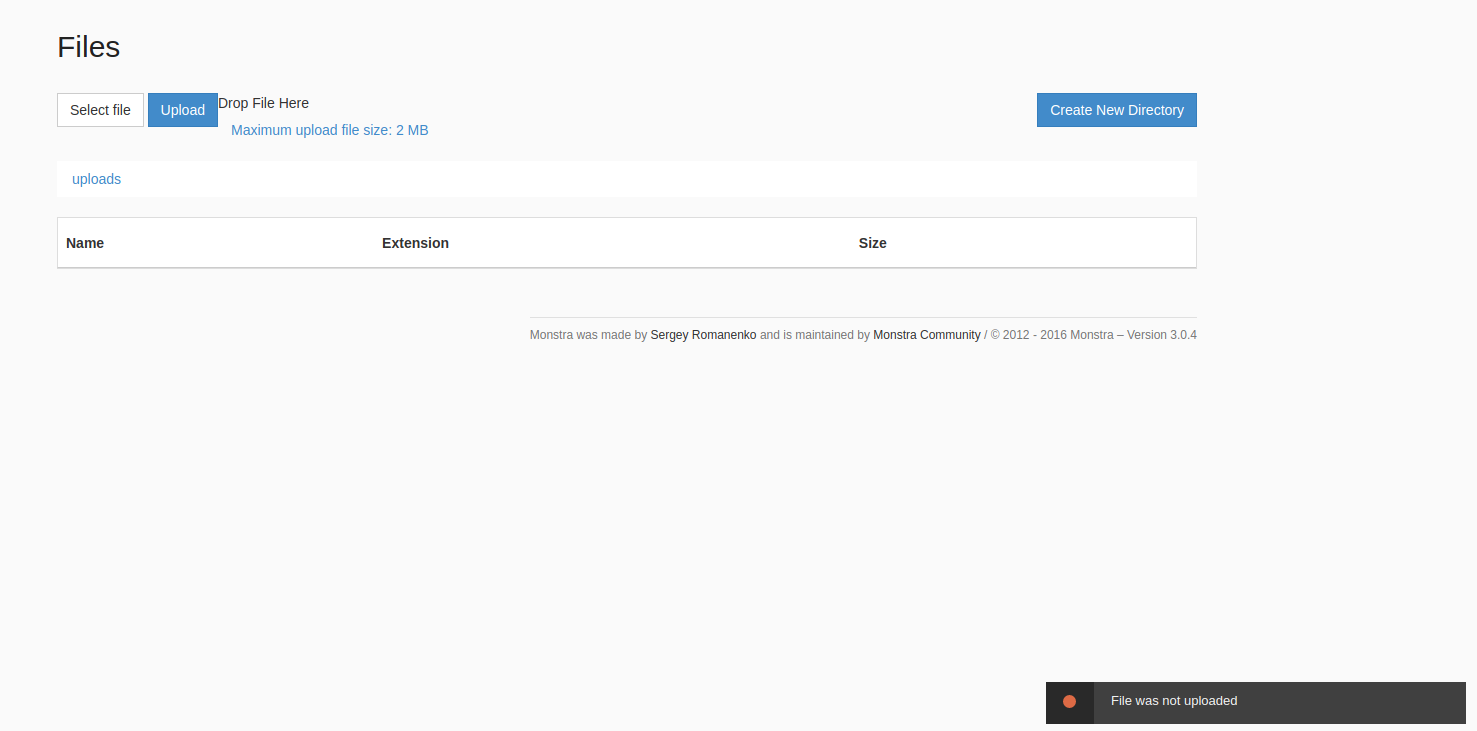 Files
Select file Upload Drop File Here Create New Directory
Maximum upload file size: 2 MB
uploads
Name Extension Size
Monstra was made by Sergey Romanenko and is maintained by Monstra Community / © 2012 - 2016 Monstra – Version 3.0.4
File was not uploaded